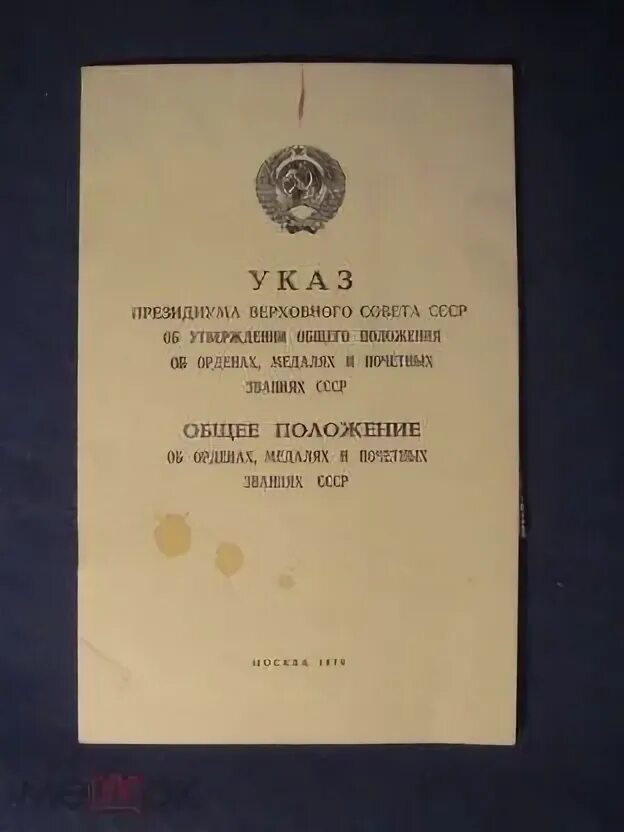 УКАЗ
ПРЕЗИДИУМА ВЕРХОВНОГО СОВЕТА СССР
ОБ УТВЕРЖДЕНИИ ОБЩЕГО ПОЛОЖЕНИЯ
ОБ ОРДЕНАХ, МЕДАЛЯХ И ПОЧЕТНЫХ
ЗВАНИЯХ СССР
ОБЩЕЕ ПОЛОЖЕНИЕ
ОБ ОРДЕНАХ, МЕДАЛЯХ И ПОЧЕТНЫХ
ЗВАНИЯХ СССР
МОСКВА